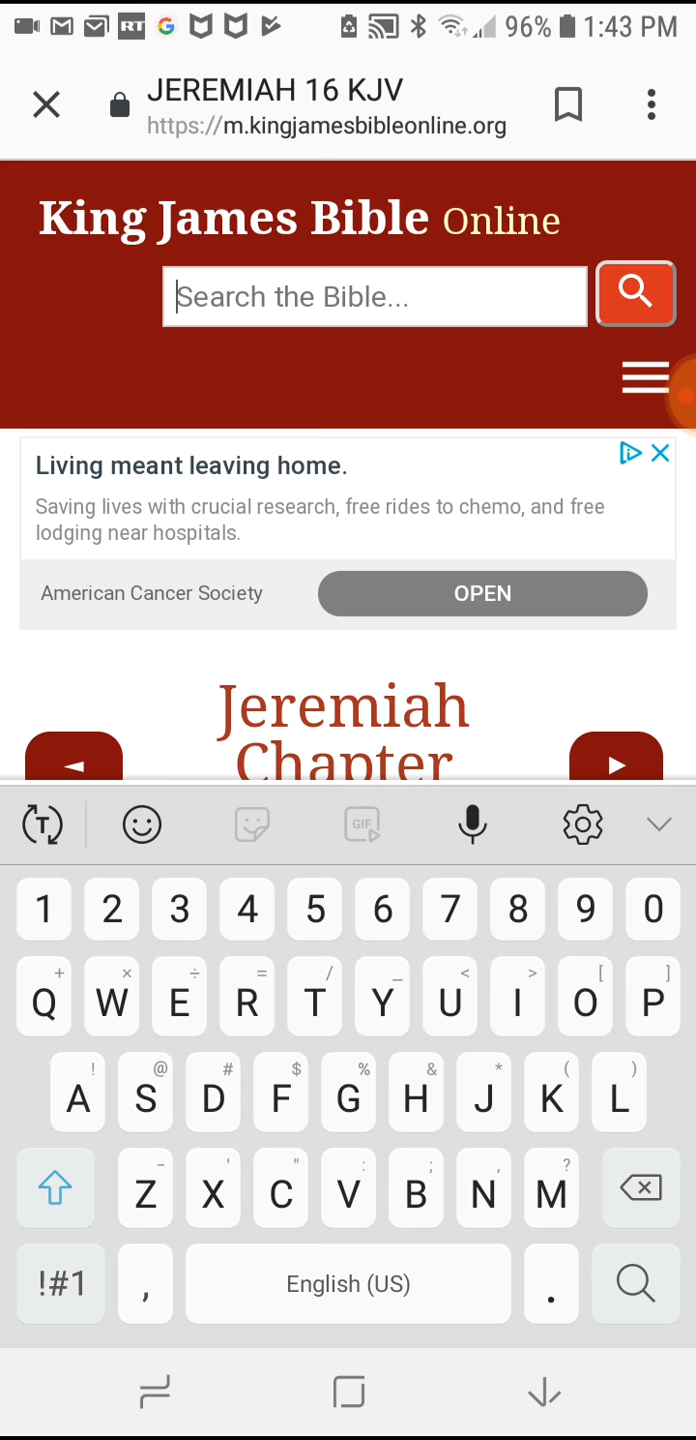 RT G 96% 1:43 PM
JEREMIAH 16 KJV
https://m.kingjamesbibleonline.org
King James Bible Online
Search the Bible...
Living meant leaving home.
Saving lives with crucial research, free rides to chemo, and free
lodging near hospitals.
American Cancer Society OPEN
Jeremiah
Chapter
T GIF
1 2 3 4 5 6 7 8 9 0
+ × ÷ = / _ < > [ ]
Q W E R T Y U I O P
! @ # $ % & * ( )
A S D F G H J K L
- ' " : ; , ?
Z X C V B N M
!#1 , English (US) .